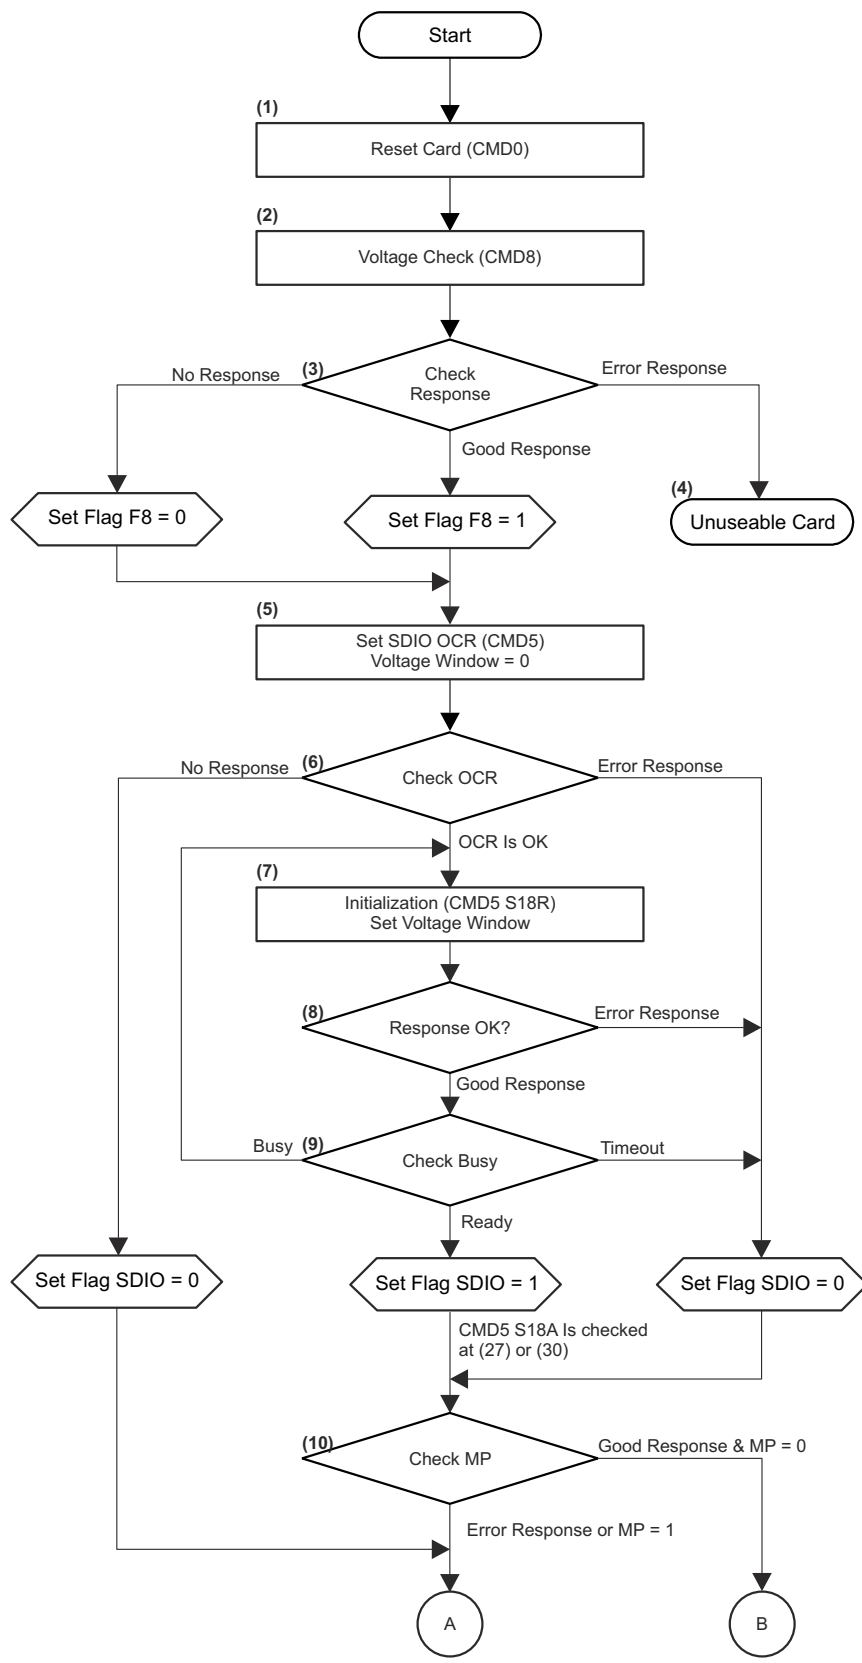 Start
(1)
Reset Card (CMD0)
(2)
Voltage Check (CMD8)
No Response
(3)
Check
Response
Error Response
Good Response
Set Flag F8 = 0
Set Flag F8 = 1
(4)
Unuseable Card
(5)
Set SDIO OCR (CMD5)
Voltage Window = 0
No Response
(6)
Check OCR
Error Response
OCR Is OK
(7)
Initialization (CMD5 S18R)
Set Voltage Window
(8)
Response OK?
Error Response
Good Response
Busy
(9)
Check Busy
Timeout
Ready
Set Flag SDIO = 0
Set Flag SDIO = 1
Set Flag SDIO = 0
CMD5 S18A Is checked
at (27) or (30)
(10)
Check MP
Good Response & MP = 0
Error Response or MP = 1
A
B